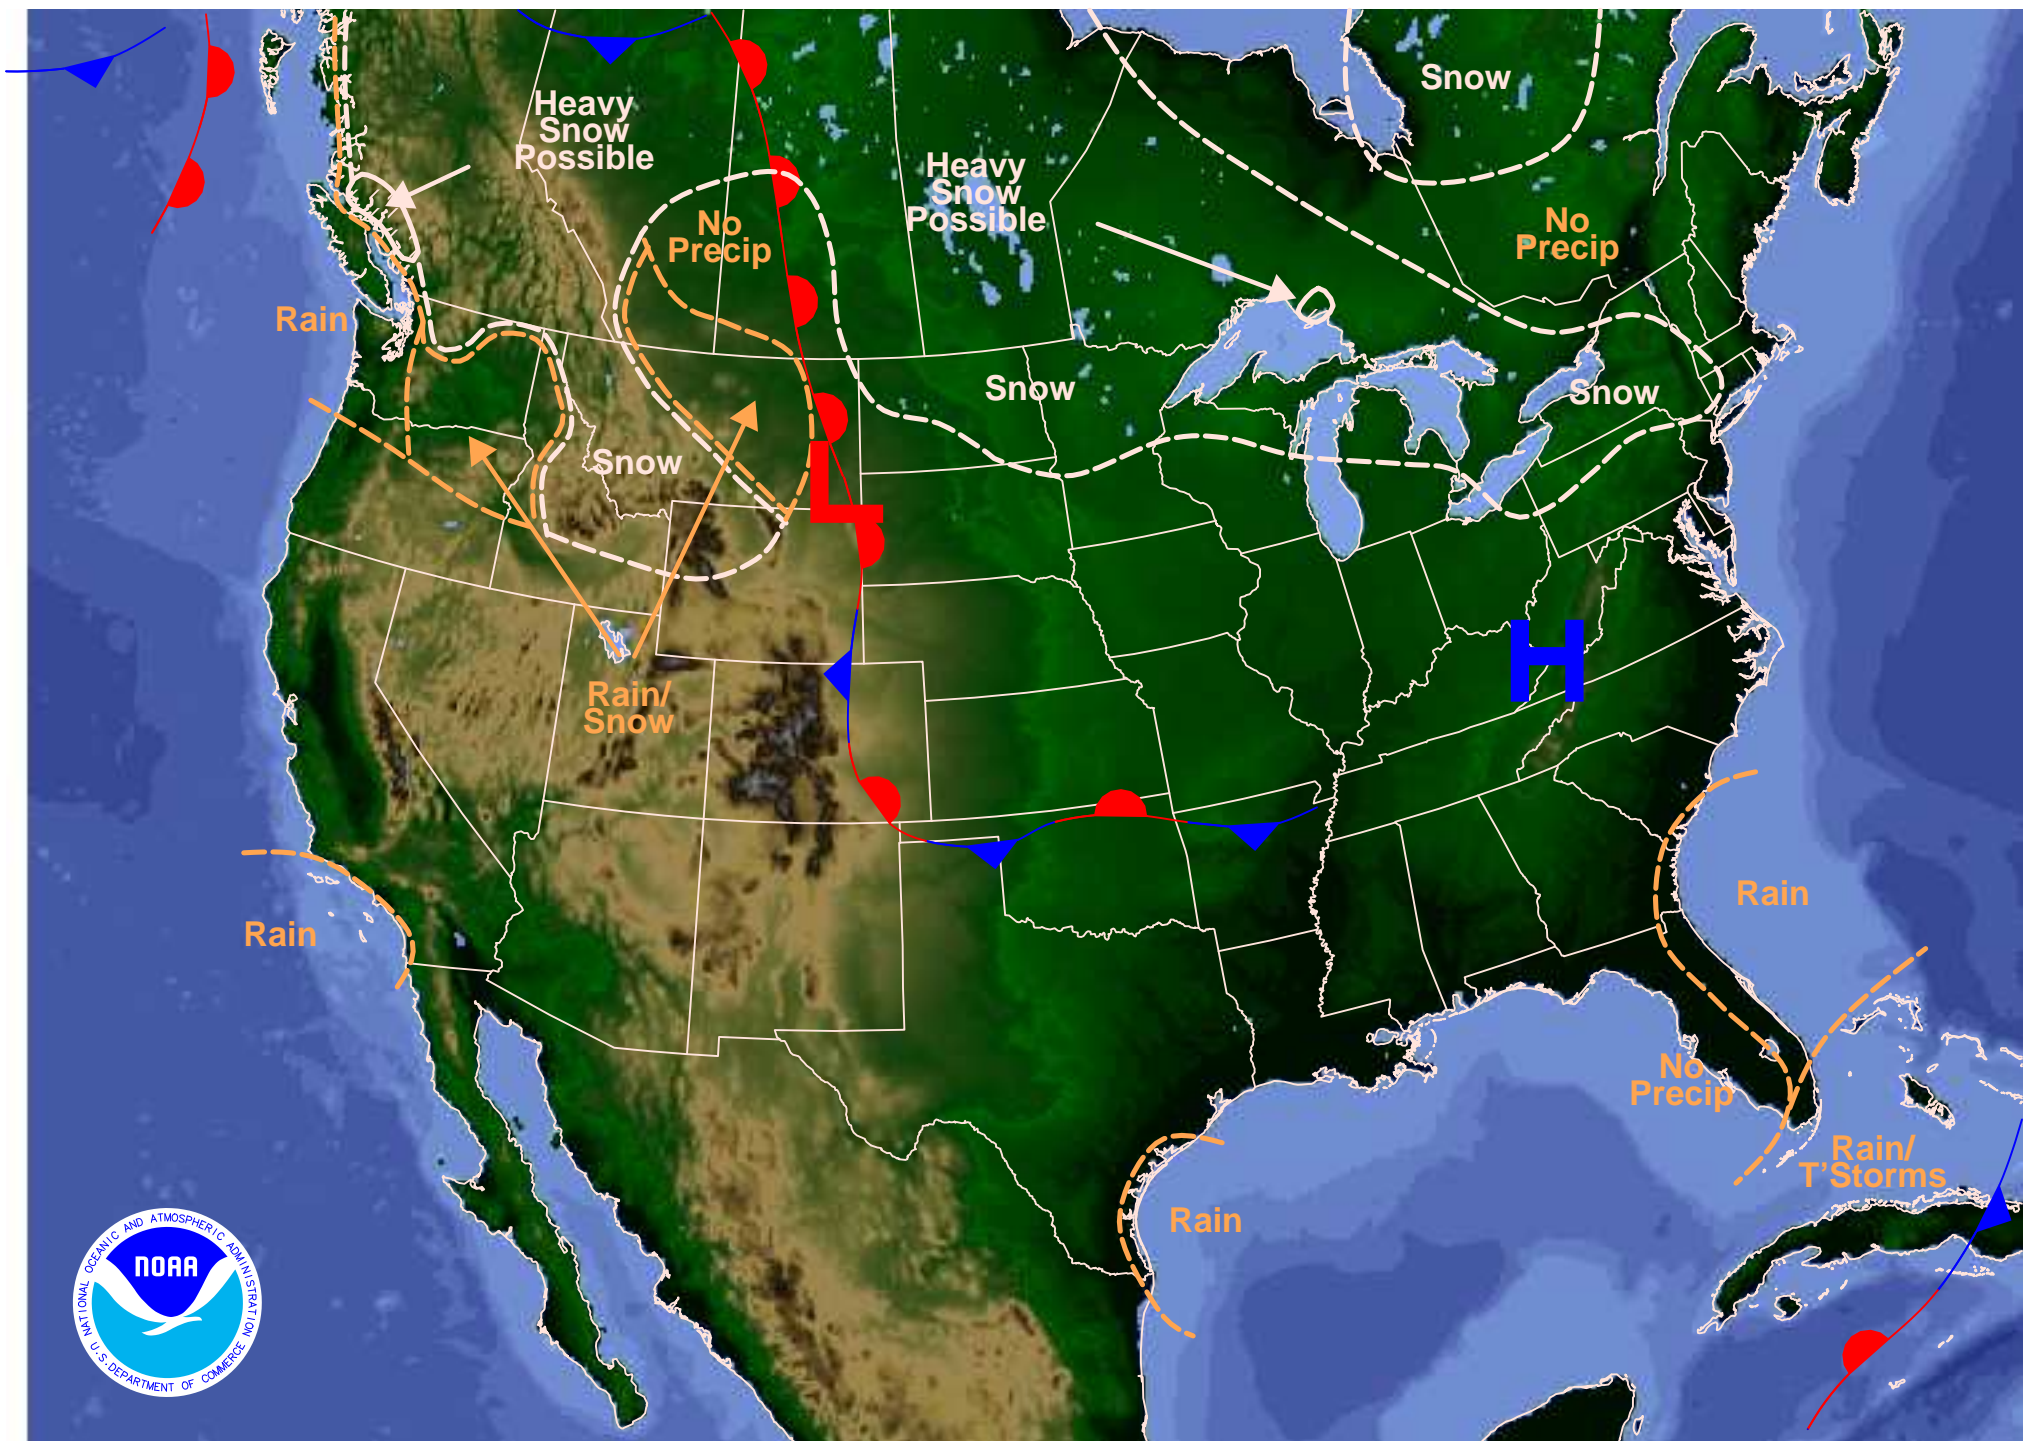 Snow
Heavy
Snow
Possible
Heavy
Snow
Possible
No
Precip
No
Precip
Rain
Snow
Snow
Snow
L
H
Rain/
Snow
Rain
Rain
No
Precip
Rain/
T'Storms
Rain
NATIONAL OCEANIC AND ATMOSPHERIC ADMINISTRATION
NOAA
U.S. DEPARTMENT OF COMMERCE